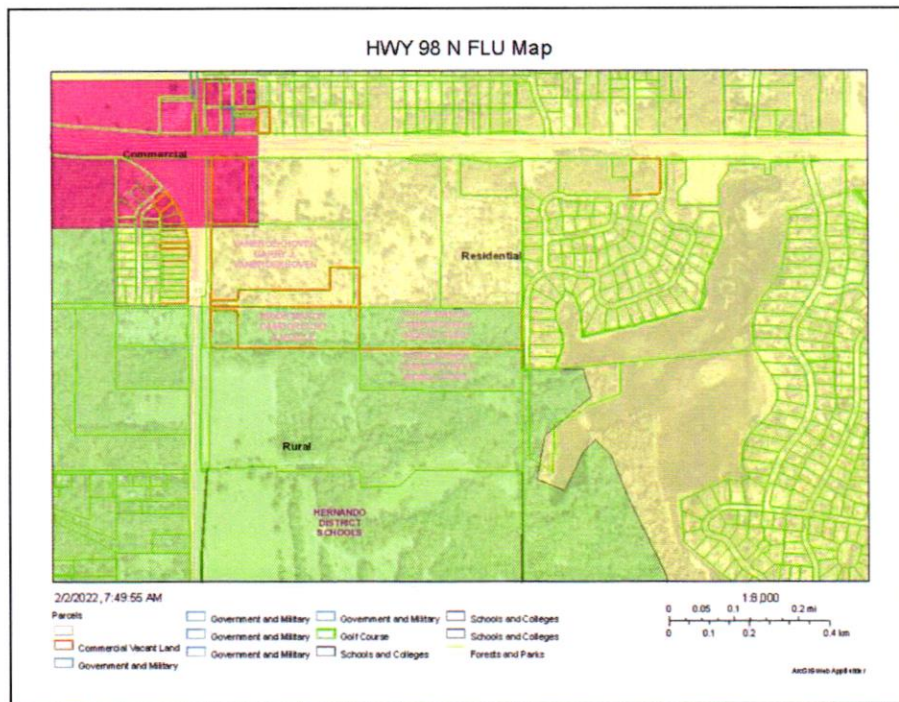 HWY 98 N FLU Map
Commercial
Residential
Rural
HERNANDO
DISTRICT
SCHOOLS
2/2/2022, 7:49:55 AM
Parcels
Commercial Vacant Land
Government and Military
Government and Military
Government and Military
Government and Military
Government and Military
Golf Course
Schools and Colleges
Schools and Colleges
Schools and Colleges
Forests and Parks
1:8,000
0 0.05 0.1 0.2 mi
0 0.1 0.2 0.4 km